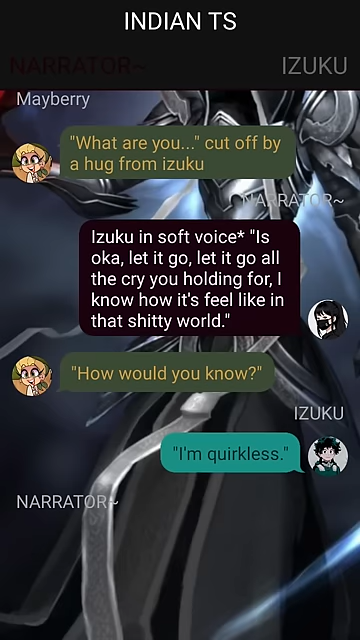 INDIAN TS
NARRATOR~
IZUKU
Mayberry
"What are you..." cut off by
a hug from izuku
NARRATOR~
Izuku in soft voice* "Is
oka, let it go, let it go all
the cry you holding for, I
know how it's feel like in
that shitty world."
"How would you know?"
IZUKU
"I'm quirkless."
NARRATOR~